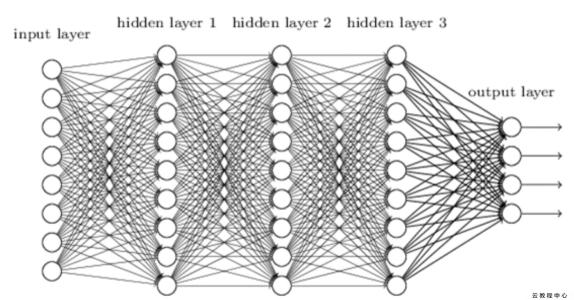 input layer
hidden layer 1
hidden layer 2
hidden layer 3
output layer
云教程中心